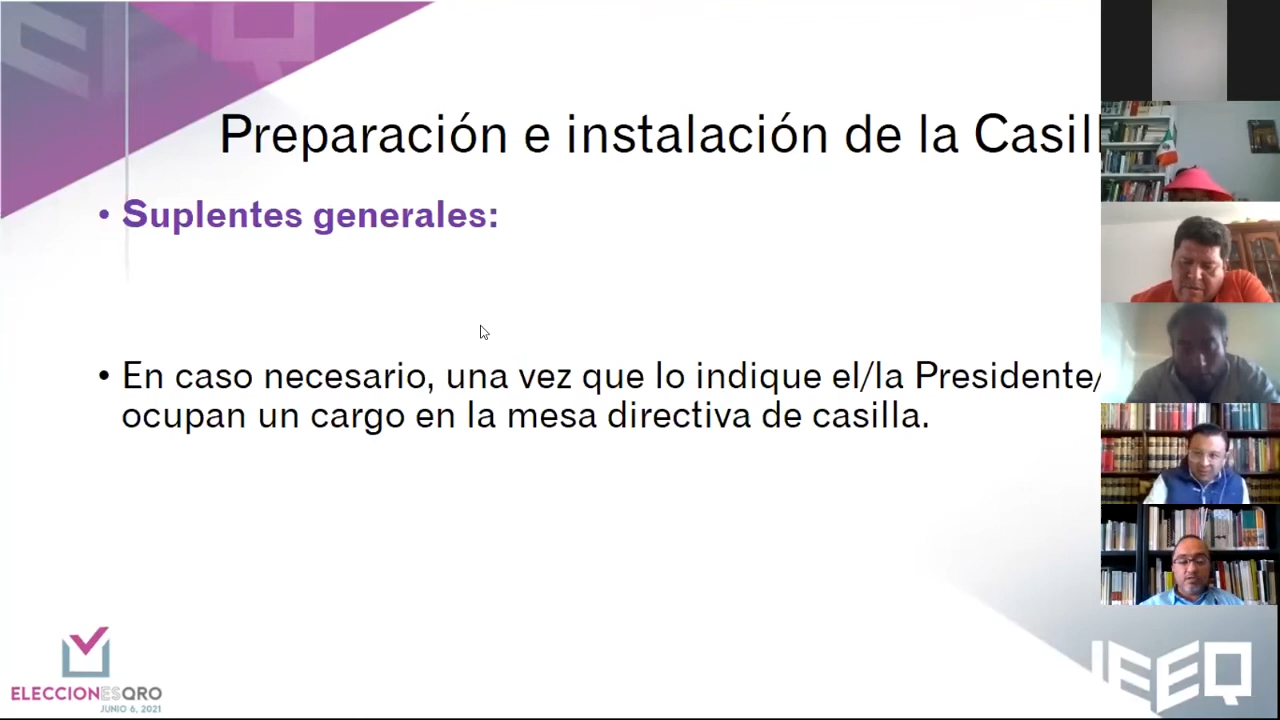 Preparación e instalación de la Casill
• Suplentes generales:
• En caso necesario, una vez que lo indique el/la Presidente/
ocupan un cargo en la mesa directiva de casilla.
ELECCIONESQRO
JUNIO 6, 2021
IEEQ